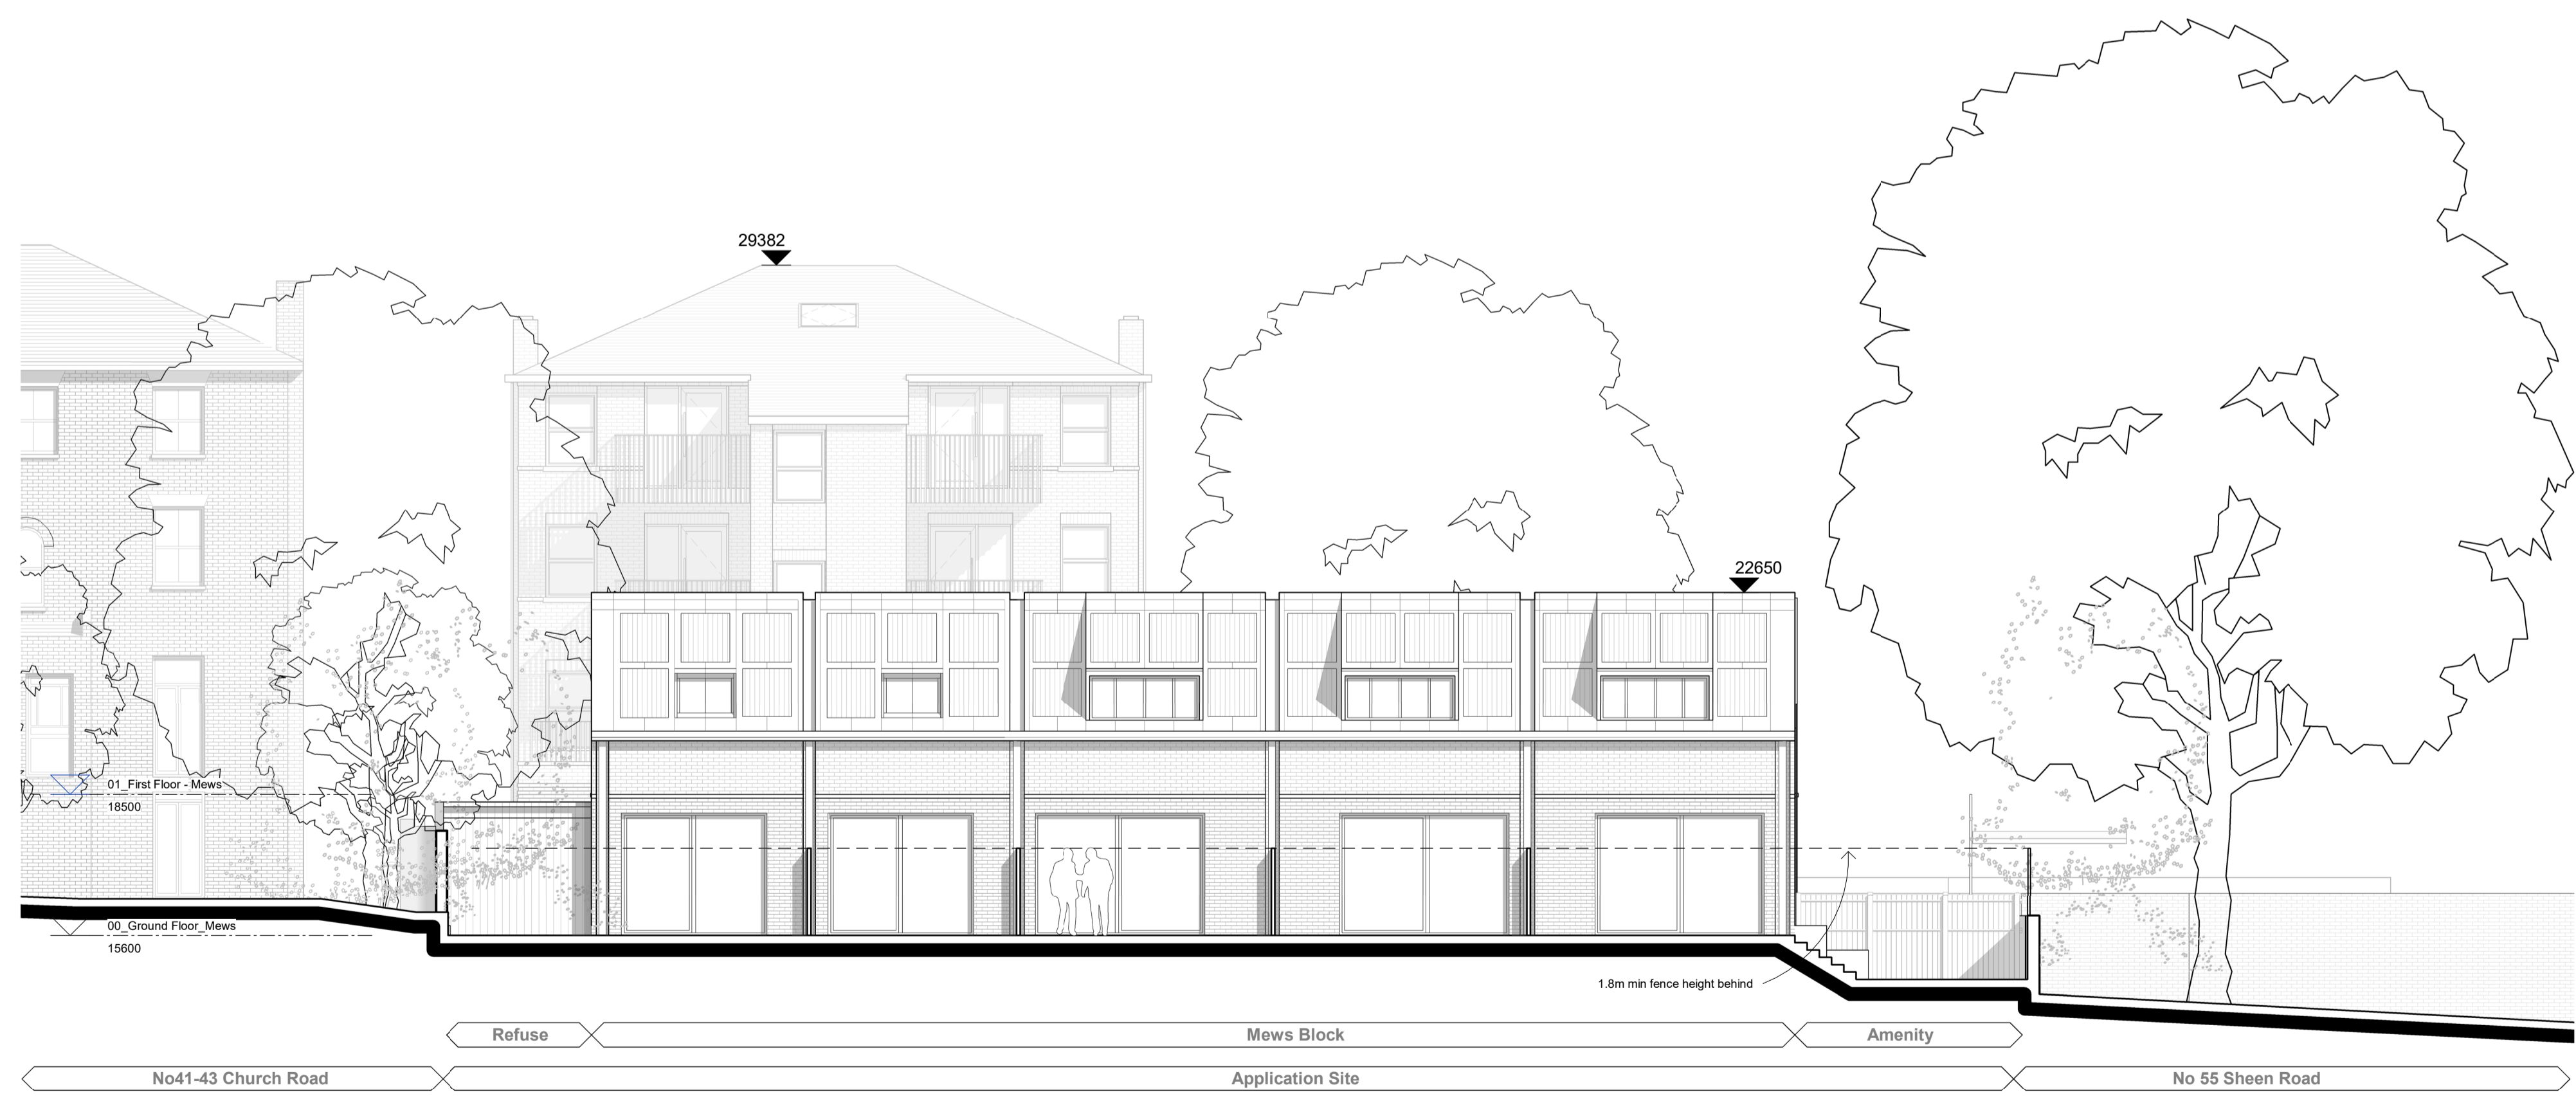 29382
22650
01_First Floor - Mews
18500
00_Ground Floor_Mews
15600
1.8m min fence height behind
Refuse
Mews Block
Amenity
No41-43 Church Road
Application Site
No 55 Sheen Road